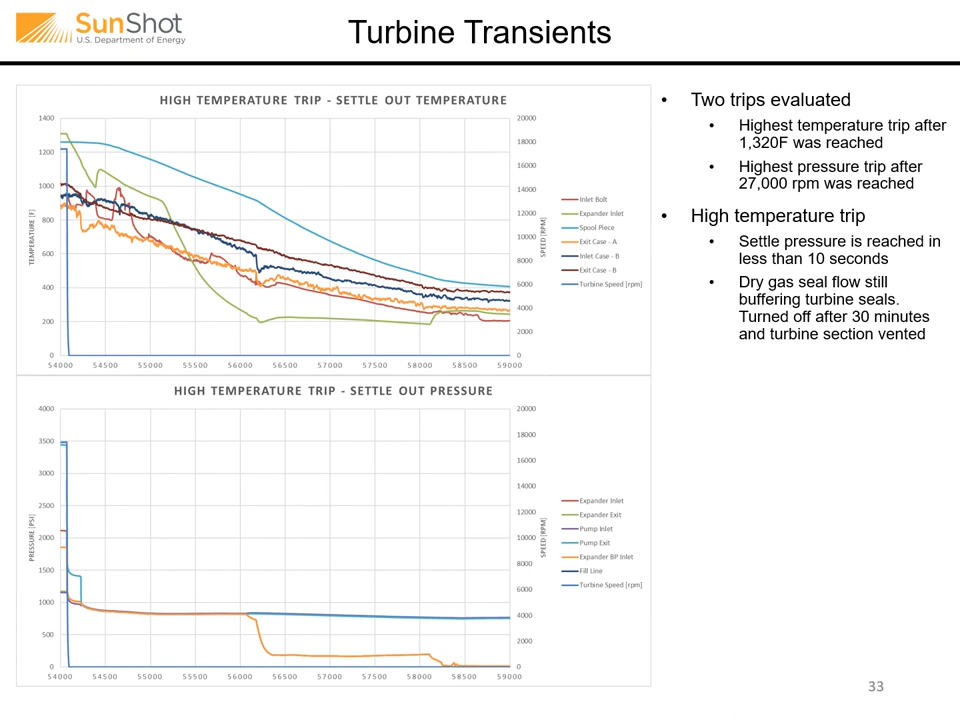 SunShot
U.S. Department of Energy
Turbine Transients
HIGH TEMPERATURE TRIP - SETTLE OUT TEMPERATURE
1400
1200
1000
800
600
400
200
0
TEMPERATURE [F]
20000
18000
16000
14000
12000
10000
8000
6000
4000
2000
0
SPEED [RPM]
54000 54500 55000 55500 56000 56500 57000 57500 58000 58500 59000
Inlet Bolt
Expander Inlet
Spool Piece
Exit Case - A
Inlet Case - B
Exit Case - B
Turbine Speed [rpm]
HIGH TEMPERATURE TRIP - SETTLE OUT PRESSURE
4000
3500
3000
2500
2000
1500
1000
500
0
PRESSURE [PSI]
20000
18000
16000
14000
12000
10000
8000
6000
4000
2000
0
SPEED [RPM]
54000 54500 55000 55500 56000 56500 57000 57500 58000 58500 59000
Expander Inlet
Expander Exit
Pump Inlet
Pump Exit
Expander BP Inlet
Fill Line
Turbine Speed [rpm]
• Two trips evaluated
• Highest temperature trip after
1,320F was reached
• Highest pressure trip after
27,000 rpm was reached
• High temperature trip
• Settle pressure is reached in
less than 10 seconds
• Dry gas seal flow still
buffering turbine seals.
Turned off after 30 minutes
and turbine section vented
33